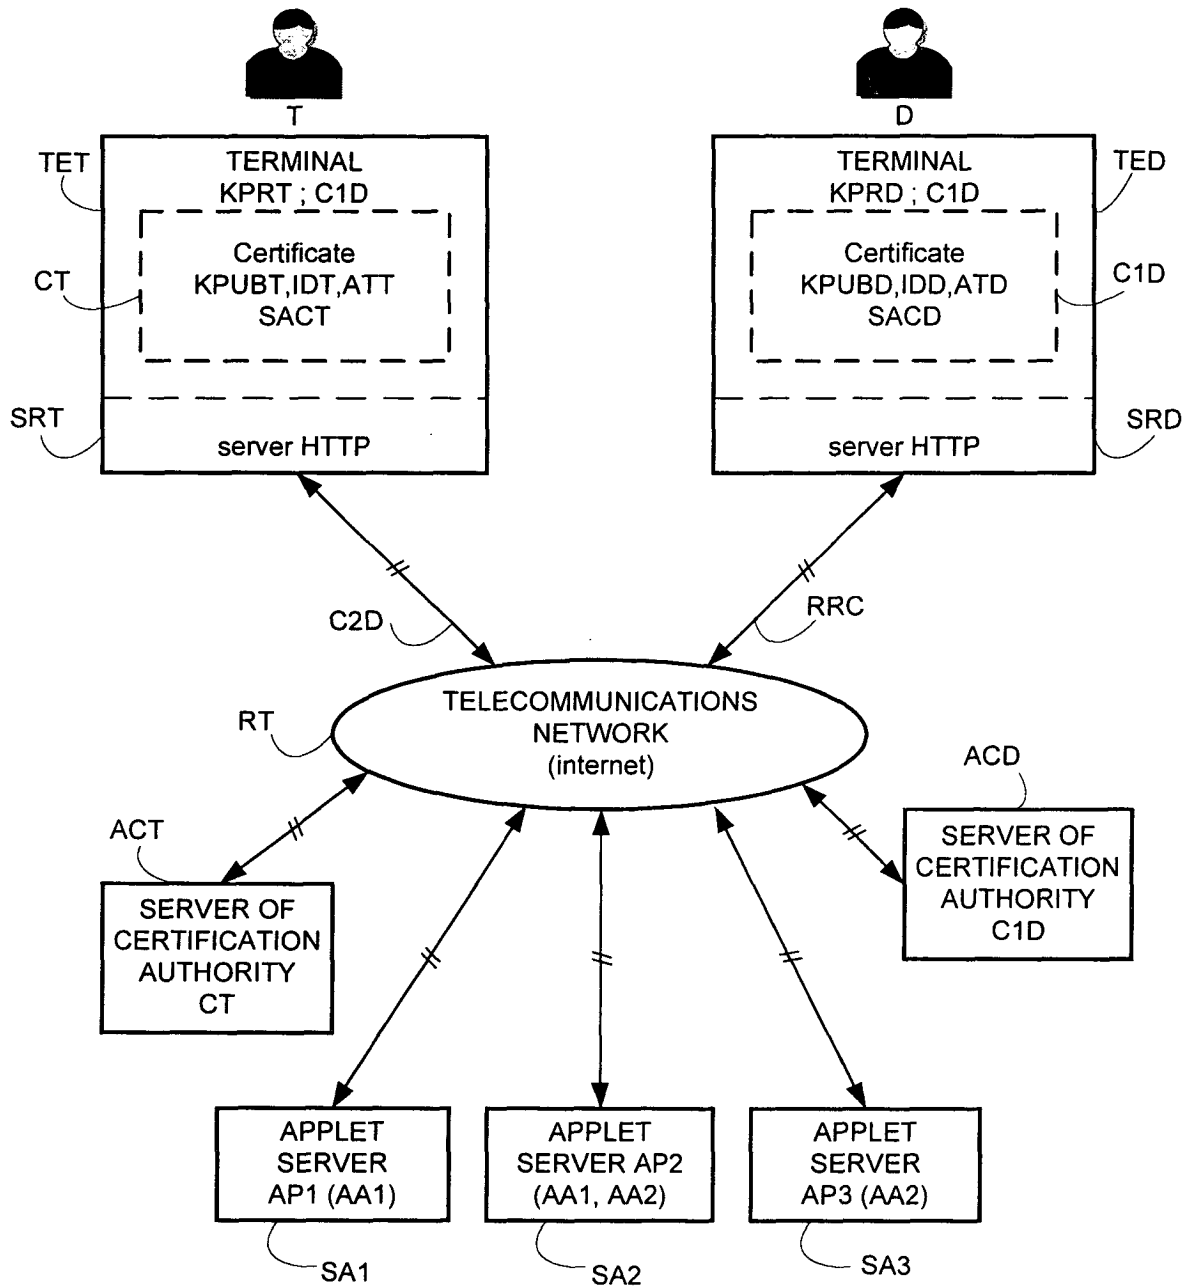 T
D
TET
TERMINAL
KPRT ; C1D
CT
Certificate
KPUBT,IDT,ATT
SACT
SRT
server HTTP
TED
TERMINAL
KPRD ; C1D
C1D
Certificate
KPUBD,IDD,ATD
SACD
SRD
server HTTP
C2D
RRC
RT
TELECOMMUNICATIONS
NETWORK
(internet)
ACT
SERVER OF
CERTIFICATION
AUTHORITY
CT
ACD
SERVER OF
CERTIFICATION
AUTHORITY
C1D
APPLET
SERVER
AP1 (AA1)
SA1
APPLET
SERVER AP2
(AA1, AA2)
SA2
APPLET
SERVER
AP3 (AA2)
SA3